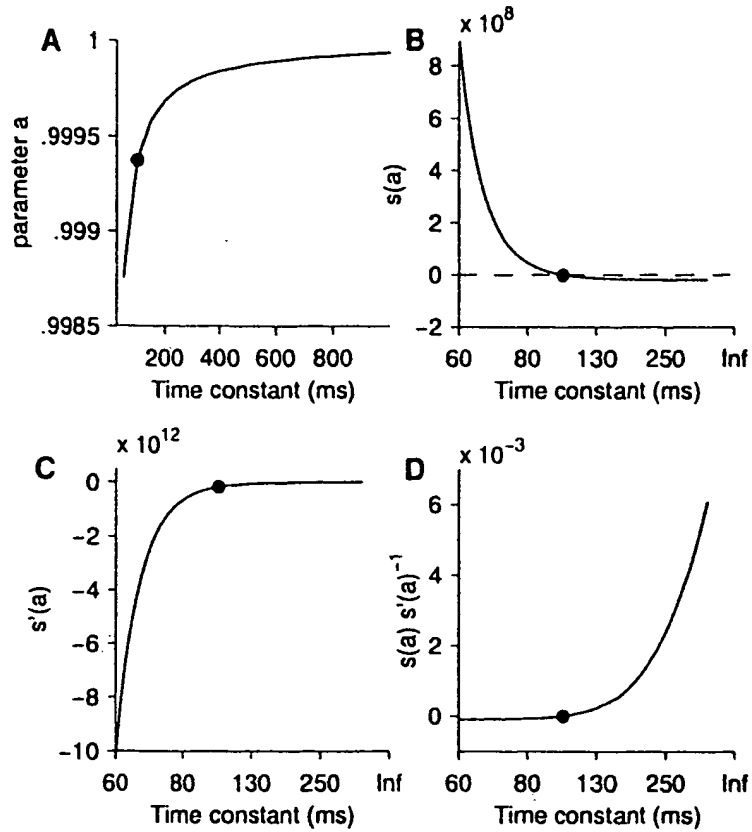 A
1
.9995
.999
.9985
parameter a
200 400 600 800
Time constant (ms)
B
x 10^8
8
6
4
2
0
-2
s(a)
60 80 130 250 Inf
Time constant (ms)
C
x 10^12
0
-2
-4
-6
-8
-10
s'(a)
60 80 130 250 Inf
Time constant (ms)
D
x 10^-3
6
4
2
0
s(a) s'(a)^-1
60 80 130 250 Inf
Time constant (ms)